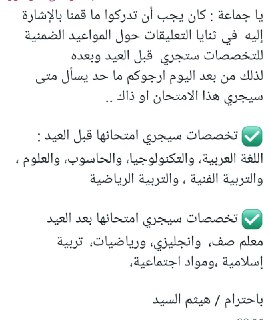 يا جماعة : كان يجب أن تدركوا ما قمنا بالإشارة
إليه في ثنايا التعليقات حول المواعيد الضمنية
للتخصصات ستجري قبل العيد وبعده
لذلك من بعد اليوم ارجوكم ما حد يسأل متى
سيجري هذا الامتحان او ذاك ..
✅ تخصصات سيجري امتحانها قبل العيد :
اللغة العربية، والتكنولوجيا، والحاسوب، والعلوم ،
والتربية الفنية ، والتربية الرياضية
✅ تخصصات سيجري امتحانها بعد العيد
معلم صف، وانجليزي، ورياضيات، تربية
إسلامية ،ومواد اجتماعية،
باحترام / هيثم السيد